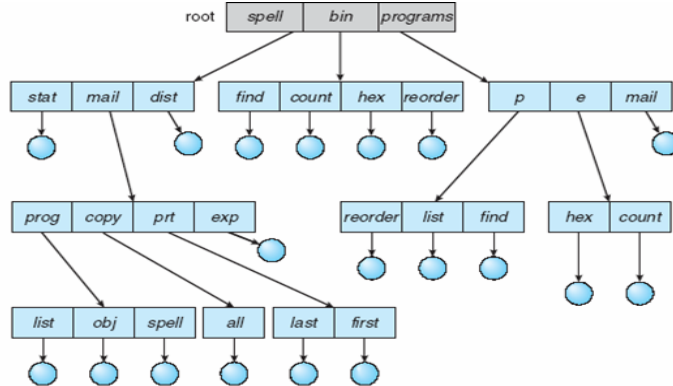 root spell bin programs
stat mail dist find count hex reorder p e mail
prog copy prt exp reorder list find hex count
list obj spell all last first